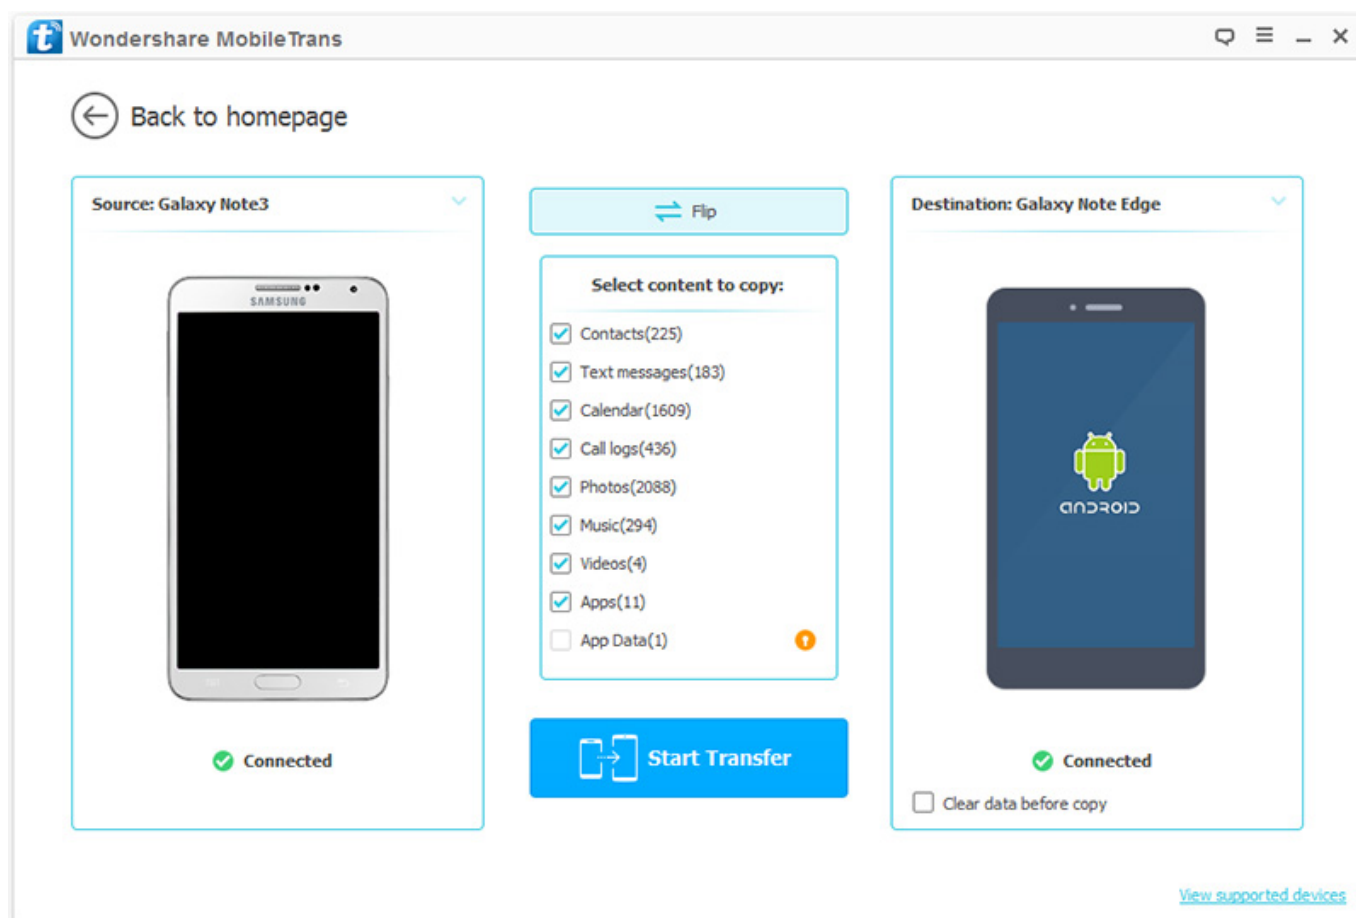 Wondershare MobileTrans
Back to homepage
Source: Galaxy Note3
SAMSUNG
Connected
Flip
Select content to copy:
Contacts(225)
Text messages(183)
Calendar(1609)
Call logs(436)
Photos(2088)
Music(294)
Videos(4)
Apps(11)
App Data(1)
Start Transfer
Destination: Galaxy Note Edge
ANDROID
Connected
Clear data before copy
View supported devices